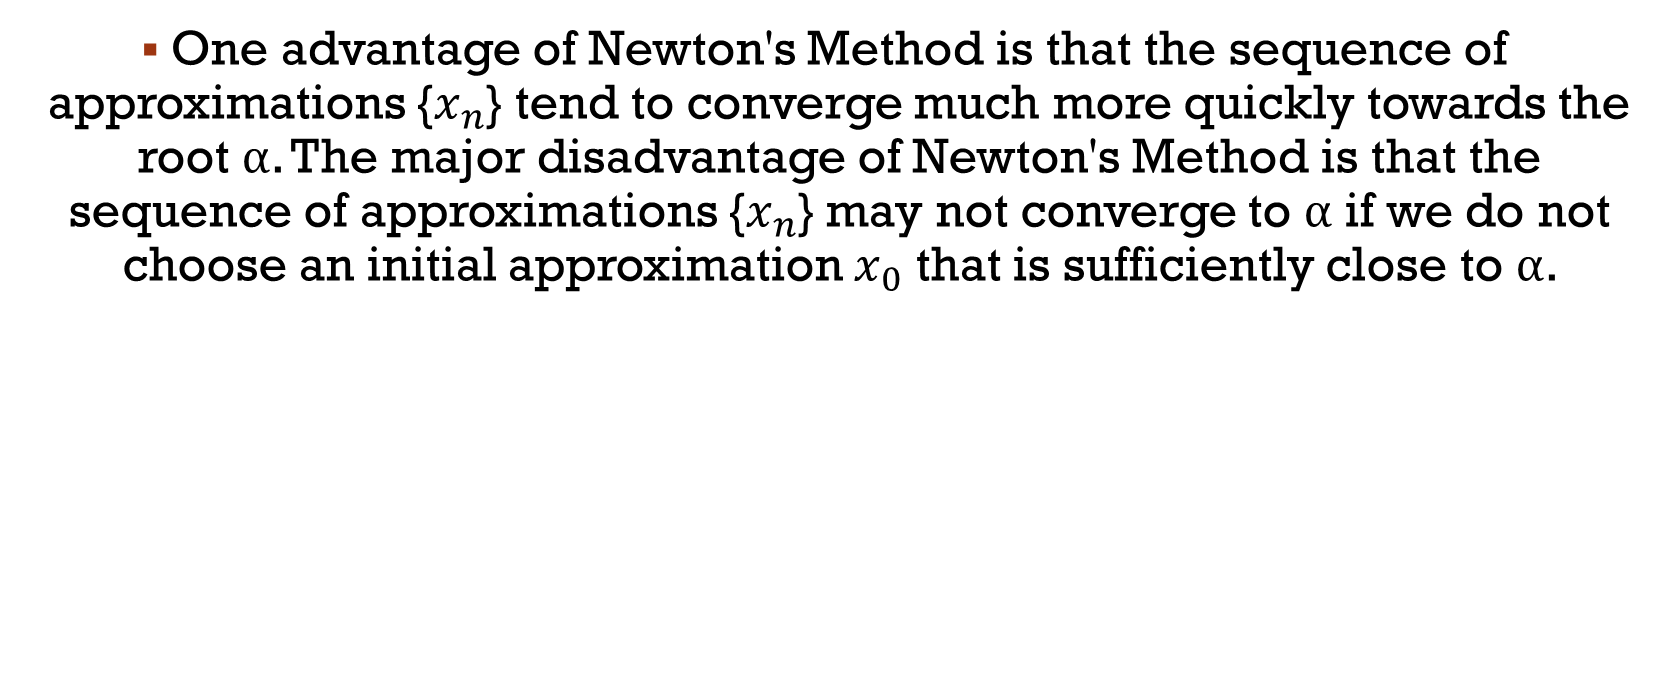 ▪ One advantage of Newton's Method is that the sequence of
approximations {𝑥ₙ} tend to converge much more quickly towards the
root α. The major disadvantage of Newton's Method is that the
sequence of approximations {𝑥ₙ} may not converge to α if we do not
choose an initial approximation 𝑥₀ that is sufficiently close to α.